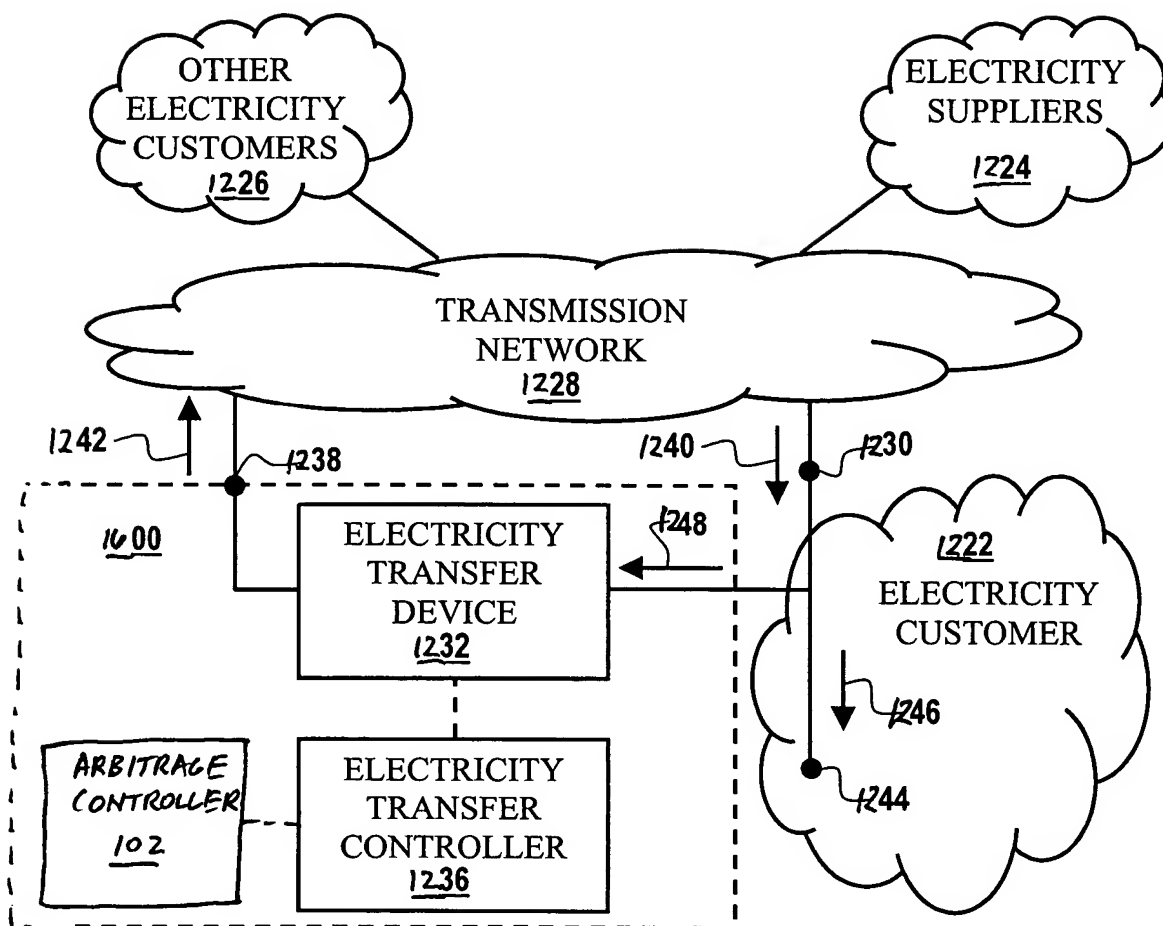 OTHER
ELECTRICITY
CUSTOMERS
1226
ELECTRICITY
SUPPLIERS
1224
TRANSMISSION
NETWORK
1228
1242
1238
1240
1230
1600
ELECTRICITY
TRANSFER
DEVICE
1232
1248
1222
ELECTRICITY
CUSTOMER
1246
1244
ARBITRAGE
CONTROLLER
102
ELECTRICITY
TRANSFER
CONTROLLER
1236